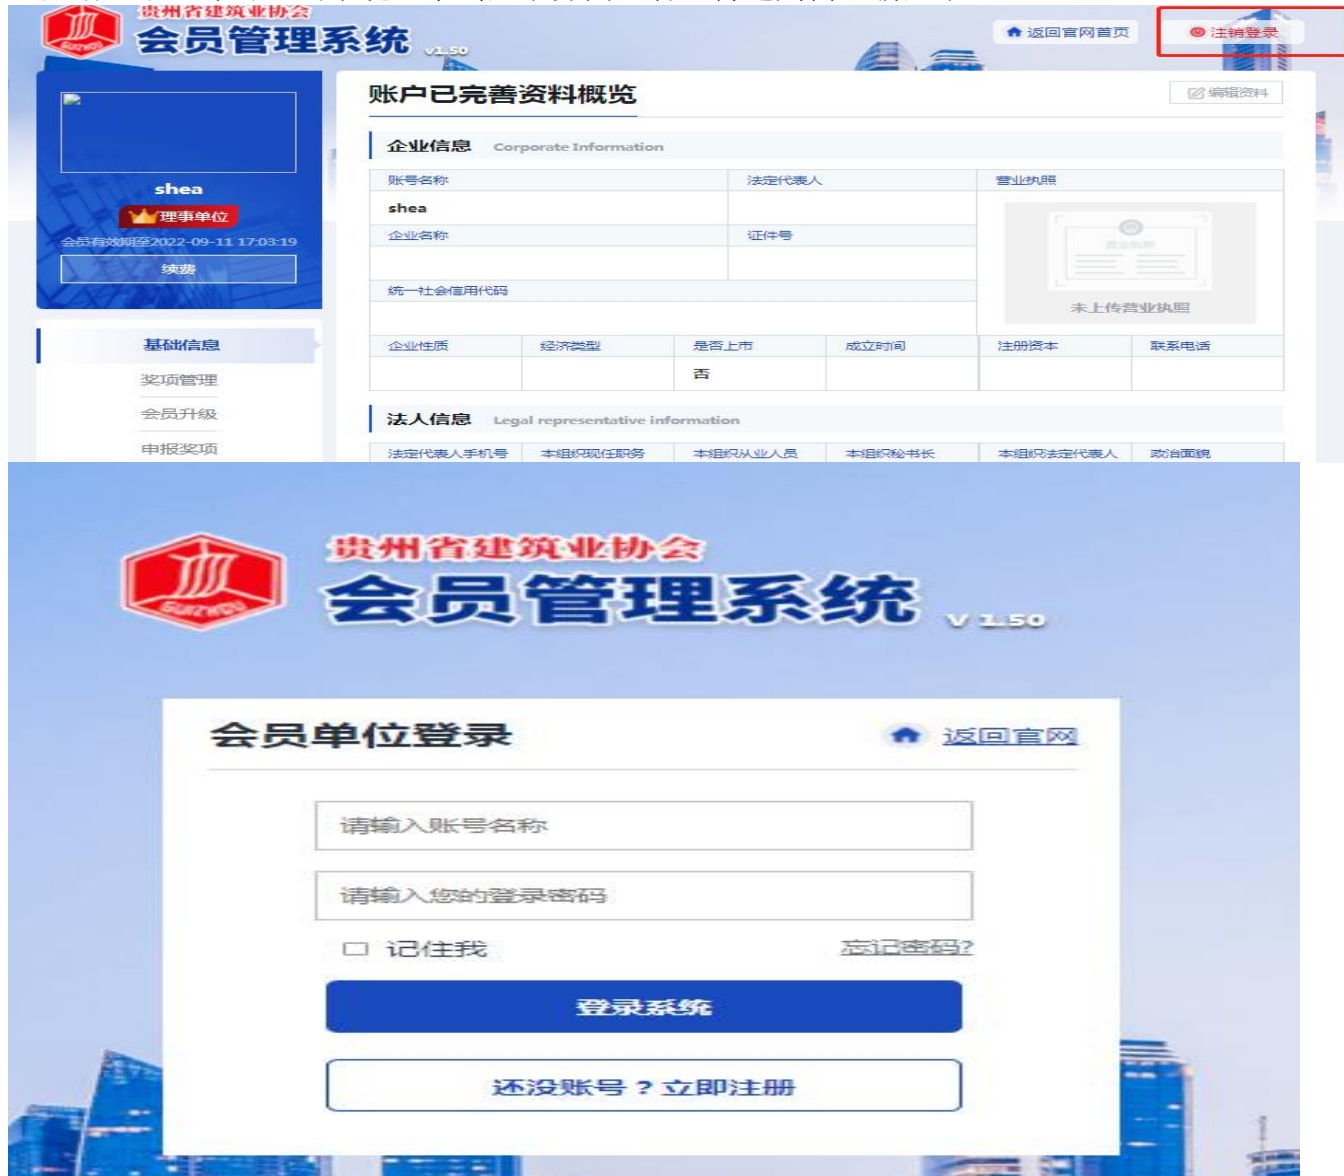 贵州省建筑业协会
会员管理系统 v1.50
返回官网首页
注销登录
GUIZHOU
shea
理事单位
会员有效期至2022-09-11 17:03:19
续费
基础信息
奖项管理
会员升级
申报奖项
账户已完善资料概览
编辑资料
企业信息 Corporate Information
账号名称 法定代表人 营业执照
shea
企业名称 证件号
营业执照
统一社会信用代码
未上传营业执照
企业性质 经济类型 是否上市 成立时间 注册资本 联系电话
否
法人信息 Legal representative information
法定代表人手机号 本组织现任职务 本组织从业人员 本组织秘书长 本组织法定代表人 政治面貌
贵州省建筑业协会
会员管理系统 V 1.50
GUIZHOU
会员单位登录
返回官网
请输入账号名称
请输入您的登录密码
记住我 忘记密码?
登录系统
还没账号？立即注册